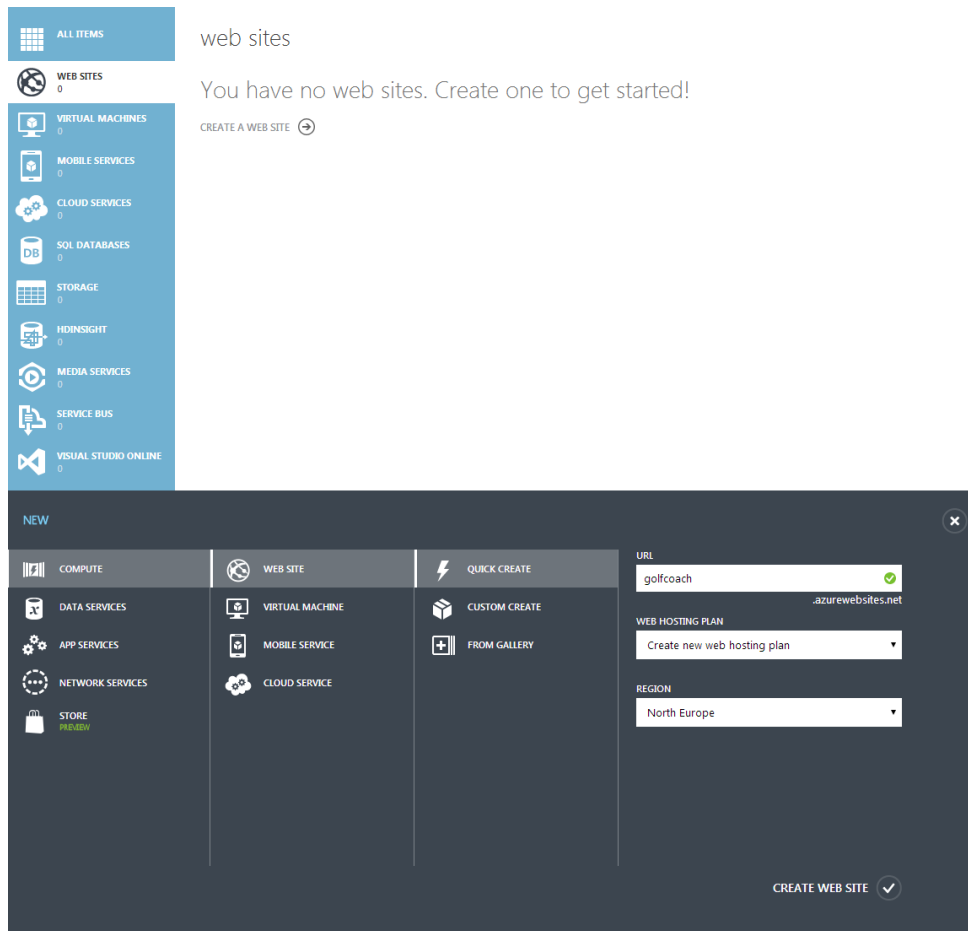 ALL ITEMS
web sites
WEB SITES
0
You have no web sites. Create one to get started!
CREATE A WEB SITE
VIRTUAL MACHINES
0
MOBILE SERVICES
0
CLOUD SERVICES
0
SQL DATABASES
0
DB
STORAGE
0
HDINSIGHT
0
MEDIA SERVICES
0
SERVICE BUS
0
VISUAL STUDIO ONLINE
0
NEW
COMPUTE
DATA SERVICES
APP SERVICES
NETWORK SERVICES
STORE
PREVIEW
WEB SITE
VIRTUAL MACHINE
MOBILE SERVICE
CLOUD SERVICE
QUICK CREATE
CUSTOM CREATE
FROM GALLERY
URL
golfcoach
.azurewebsites.net
WEB HOSTING PLAN
Create new web hosting plan
REGION
North Europe
CREATE WEB SITE